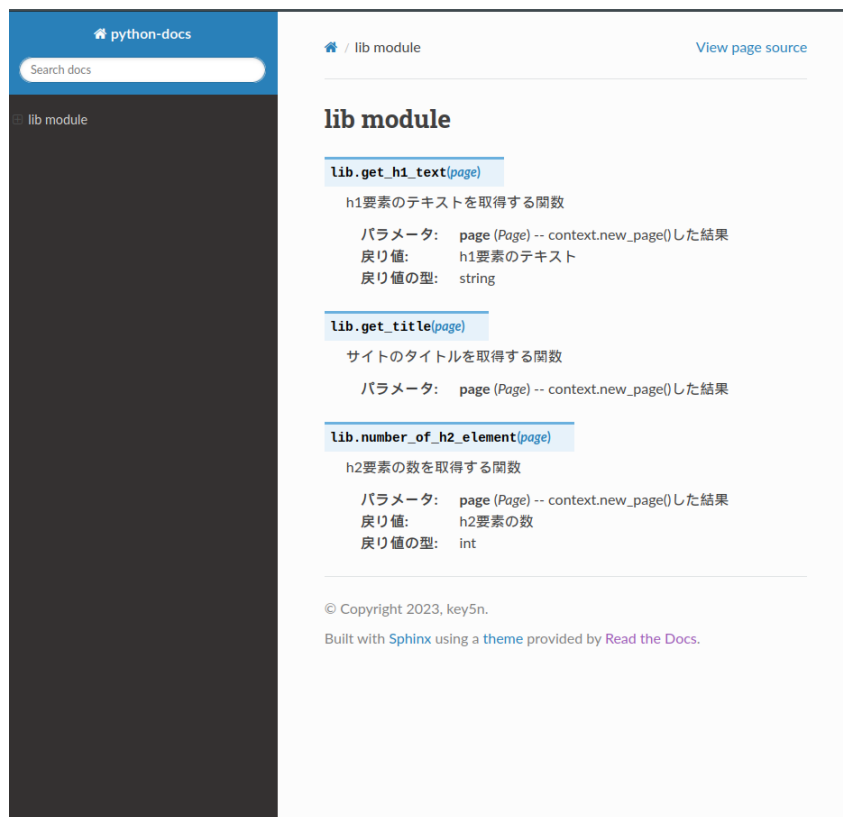 python-docs
Search docs
lib module
/ lib module
View page source
lib module
lib.get_h1_text(page)
h1要素のテキストを取得する関数
パラメータ: page (Page) -- context.new_page()した結果
戻り値: h1要素のテキスト
戻り値の型: string
lib.get_title(page)
サイトのタイトルを取得する関数
パラメータ: page (Page) -- context.new_page()した結果
lib.number_of_h2_element(page)
h2要素の数を取得する関数
パラメータ: page (Page) -- context.new_page()した結果
戻り値: h2要素の数
戻り値の型: int
© Copyright 2023, key5n.
Built with Sphinx using a theme provided by Read the Docs.